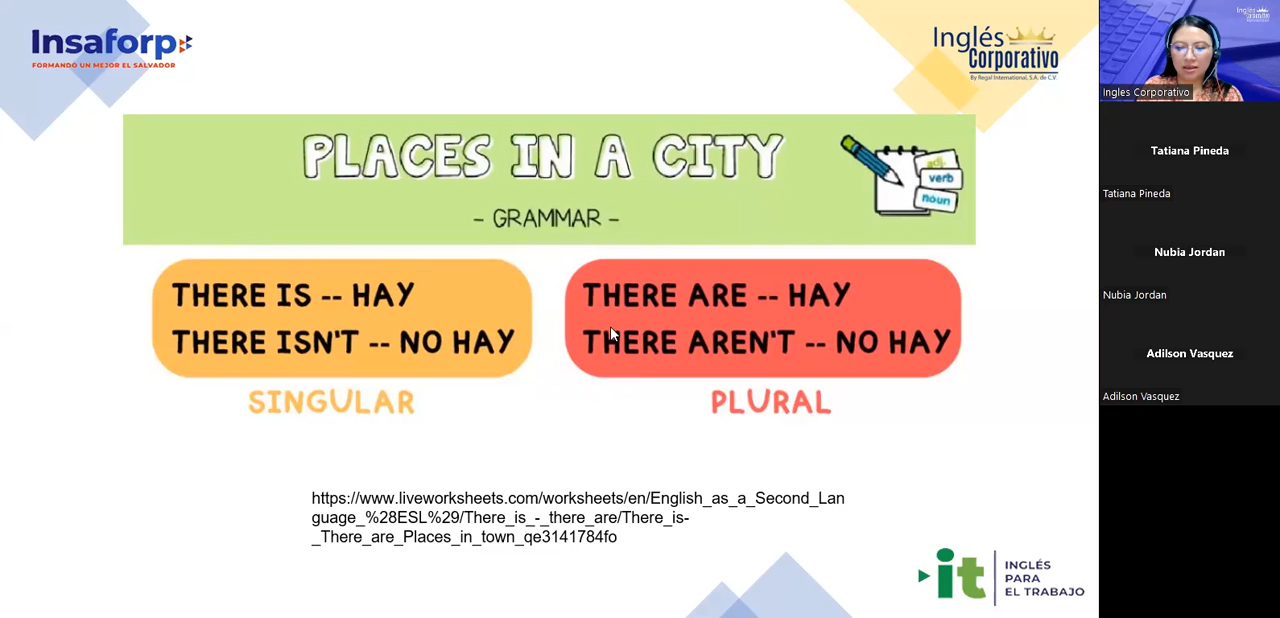 Insaforp
FORMANDO UN MEJOR EL SALVADOR
Inglés
Corporativo
By Regal International, S.A. de C.V.
PLACES IN A CITY
- GRAMMAR -
adj.
verb
noun
THERE IS -- HAY
THERE ISN'T -- NO HAY
SINGULAR
THERE ARE -- HAY
THERE AREN'T -- NO HAY
PLURAL
https://www.liveworksheets.com/worksheets/en/English_as_a_Second_Lan
guage_%28ESL%29/There_is_-_there_are/There_is-
_There_are_Places_in_town_qe3141784fo
it
INGLÉS
PARA
EL TRABAJO
Inglés
Corporativo
Ingles Corporativo
Tatiana Pineda
Tatiana Pineda
Nubia Jordan
Nubia Jordan
Adilson Vasquez
Adilson Vasquez